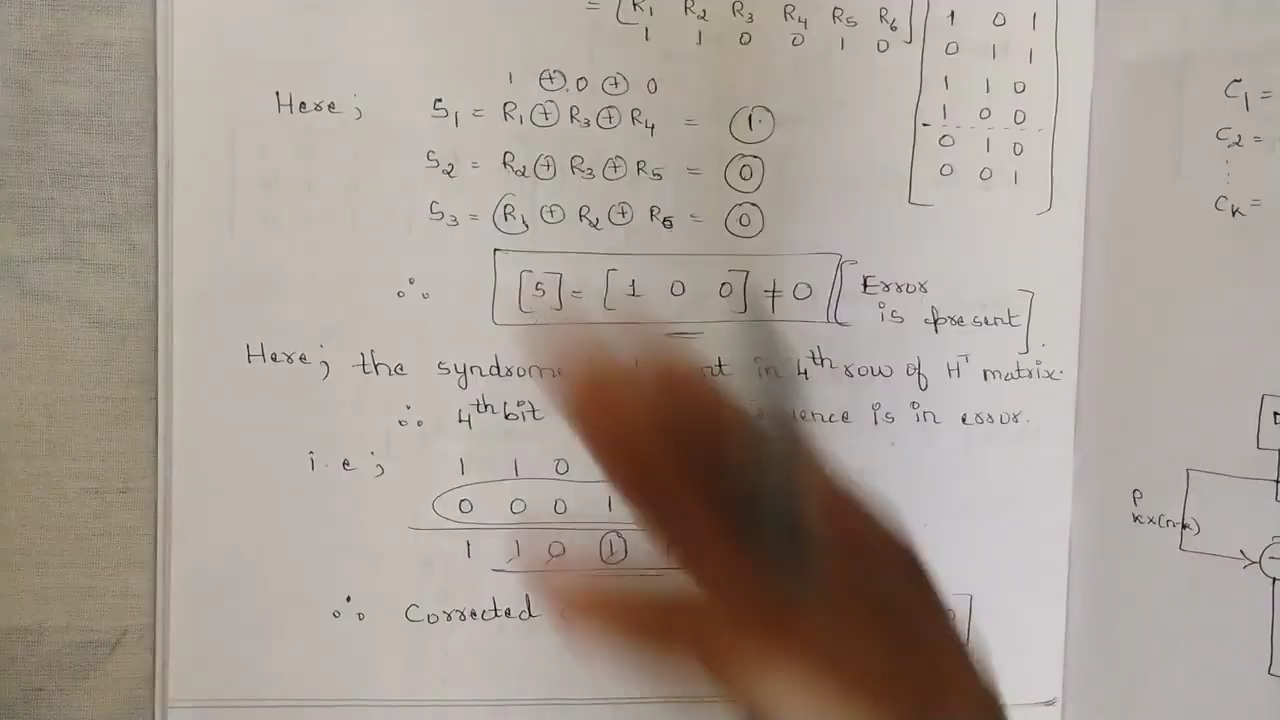 = [R1 R2 R3 R4 R5 R6]
1 1 0 0 1 0
1 0 1
0 1 1
1 1 0
1 0 0
0 1 0
0 0 1
1 ⊕ 0 ⊕ 0
Here; S1 = R1 ⊕ R3 ⊕ R4 = 1
S2 = R2 ⊕ R3 ⊕ R5 = 0
S3 = R1 ⊕ R2 ⊕ R6 = 0
∴ [S] = [1 0 0] ≠ 0 [Error
is present].
Here; the in 4th row of HT matrix.
∴ 4th bit is in error.
i.e; 1 1 0
0 0 0 1
1 1 0 1
∴ Corrected
C1 =
C2 =
⋮
CK =
P
K×(n-k)